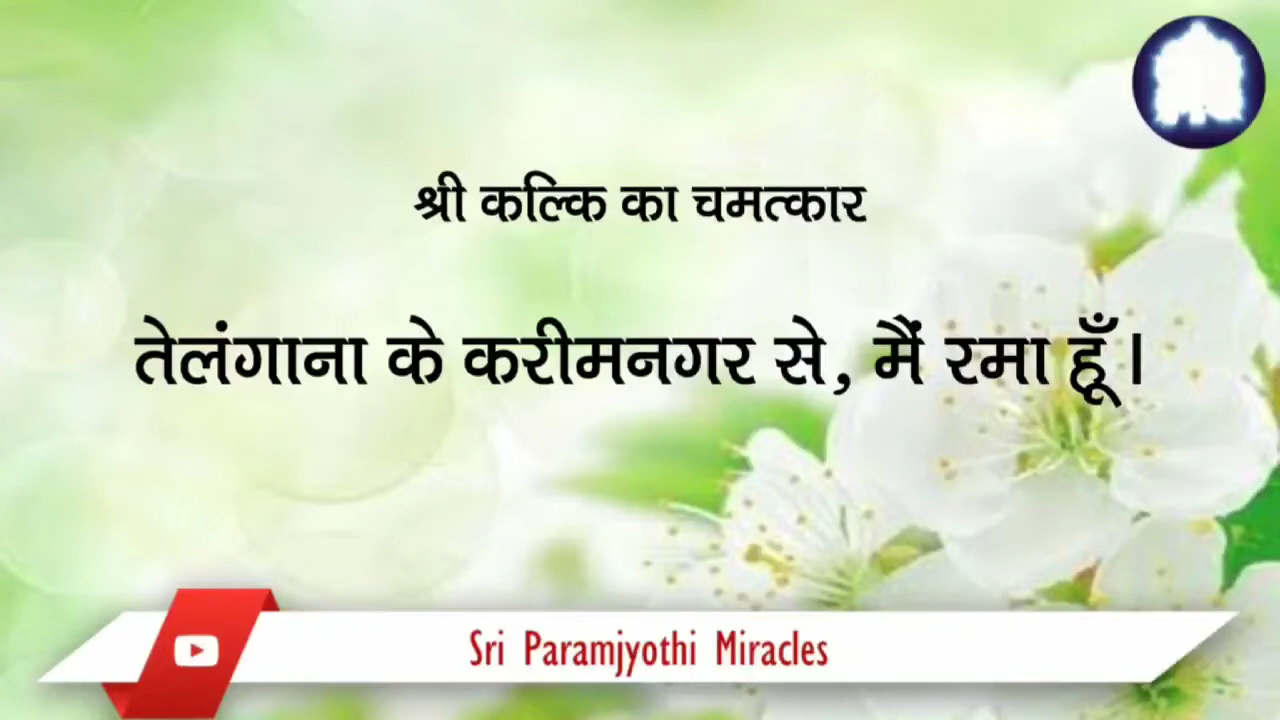 श्री कल्कि का चमत्कार
तेलंगाना के करीमनगर से, मैं रमा हूँ।
Sri Paramjyothi Miracles